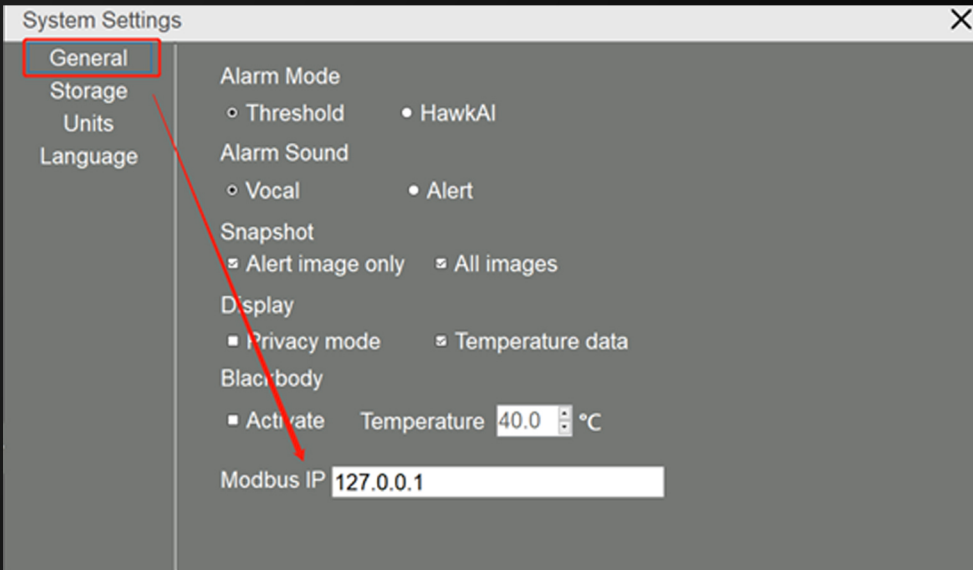 System Settings
General
Storage
Units
Language
Alarm Mode
Threshold HawkAI
Alarm Sound
Vocal Alert
Snapshot
Alert image only All images
Display
Privacy mode Temperature data
Blackbody
Activate Temperature 40.0 °C
Modbus IP 127.0.0.1